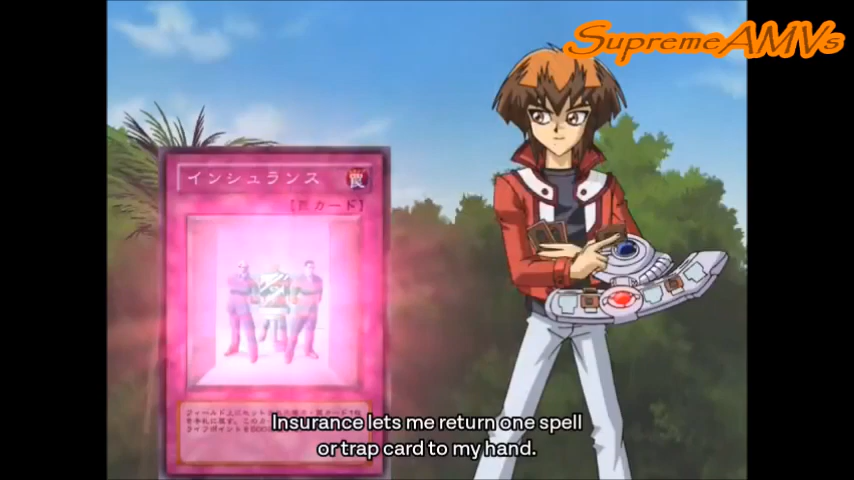 SupremeAMVs
インシュランス
罠
[罠カード]
Insurance lets me return one spell
or trap card to my hand.